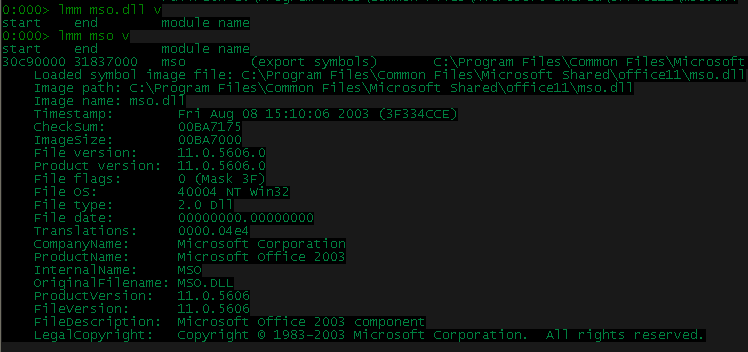 0:000> lmm mso.dll v
start    end        module name
0:000> lmm mso v
start    end        module name
30c90000 31837000   mso        (export symbols)       C:\Program Files\Common Files\Microsoft
    Loaded symbol image file: C:\Program Files\Common Files\Microsoft Shared\office11\mso.dll
    Image path: C:\Program Files\Common Files\Microsoft Shared\office11\mso.dll
    Image name: mso.dll
    Timestamp:        Fri Aug 08 15:10:06 2003 (3F334CCE)
    CheckSum:         00BA7175
    ImageSize:        00BA7000
    File version:     11.0.5606.0
    Product version:  11.0.5606.0
    File flags:       0 (Mask 3F)
    File OS:          40004 NT Win32
    File type:        2.0 Dll
    File date:        00000000.00000000
    Translations:     0000.04e4
    CompanyName:      Microsoft Corporation
    ProductName:      Microsoft Office 2003
    InternalName:     MSO
    OriginalFilename: MSO.DLL
    ProductVersion:   11.0.5606
    FileVersion:      11.0.5606
    FileDescription:  Microsoft Office 2003 component
    LegalCopyright:   Copyright © 1983-2003 Microsoft Corporation.  All rights reserved.